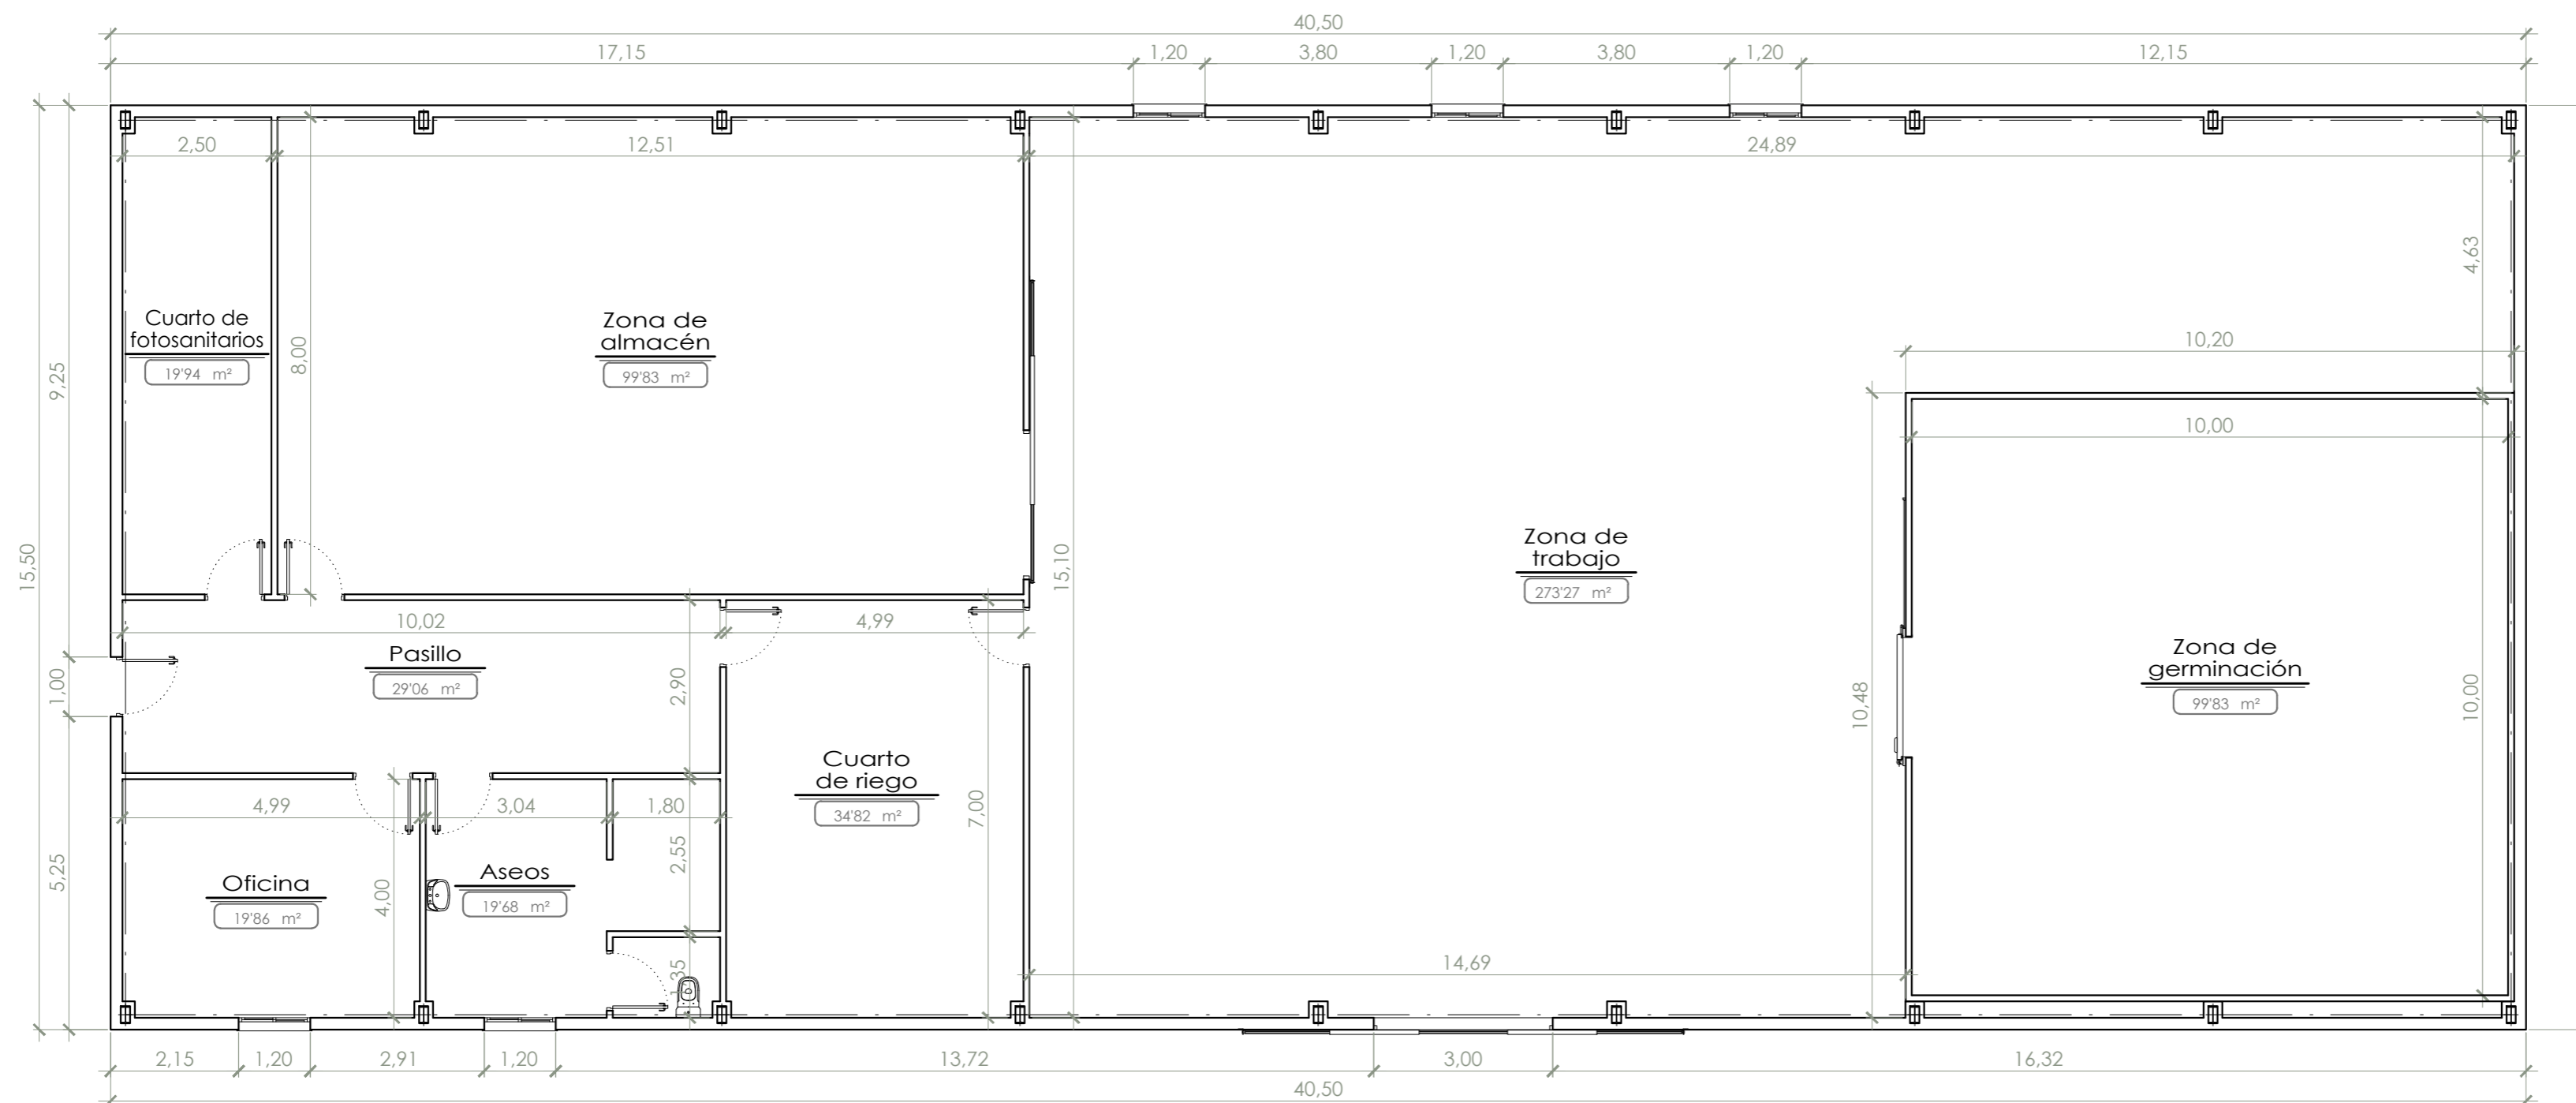 40,50
17,15 1,20 3,80 1,20 3,80 1,20 12,15
2,50 12,51 24,89
4,63
Cuarto de
fotosanitarios
19'94 m²
8,00
Zona de
almacén
99'83 m²
10,20
9,25
10,00
15,50
15,10
Zona de
trabajo
273'27 m²
10,02 4,99
Pasillo
29'06 m²
2,90
1,00
Zona de
germinación
99'83 m²
10,00
10,48
Cuarto
de riego
34'82 m²
7,00
4,99 3,04 1,80
2,55
5,25
Oficina
19'86 m²
4,00
Aseos
19'68 m²
14,69
2,15 1,20 2,91 1,20 13,72 3,00 16,32
40,50